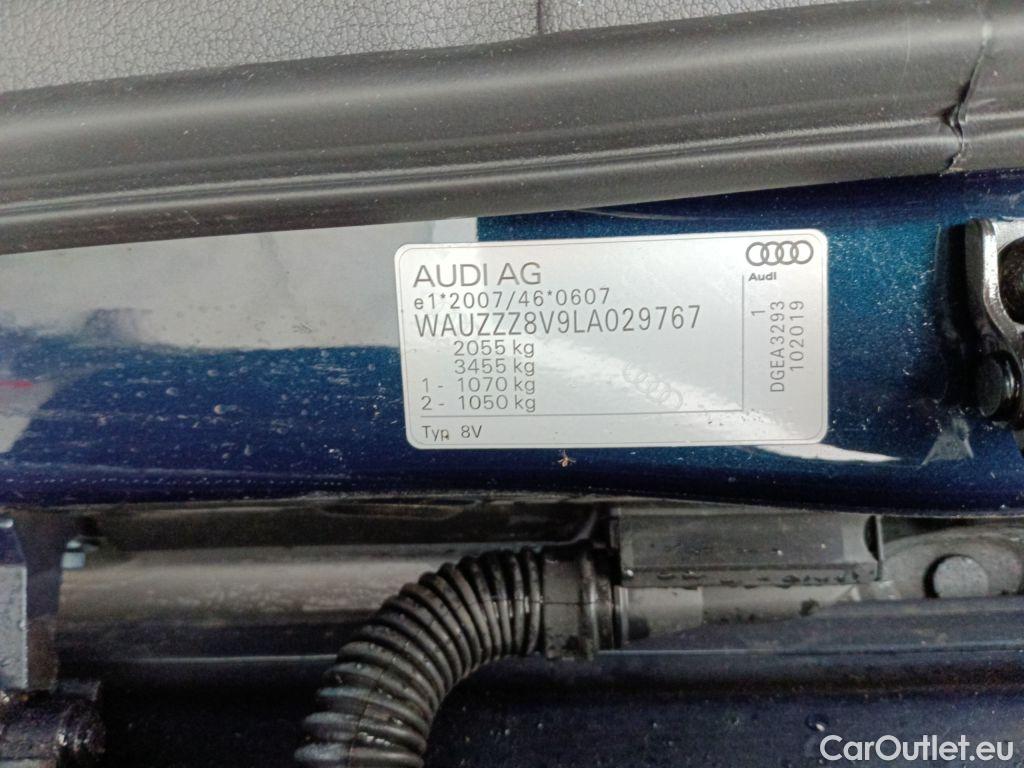 AUDI AG
e1*2007/46*0607
WAUZZZ8V9LA029767
2055 kg
3455 kg
1 - 1070 kg
2 - 1050 kg
Typ 8V
Audi
1
DGEA3293
102019
CarOutlet.eu